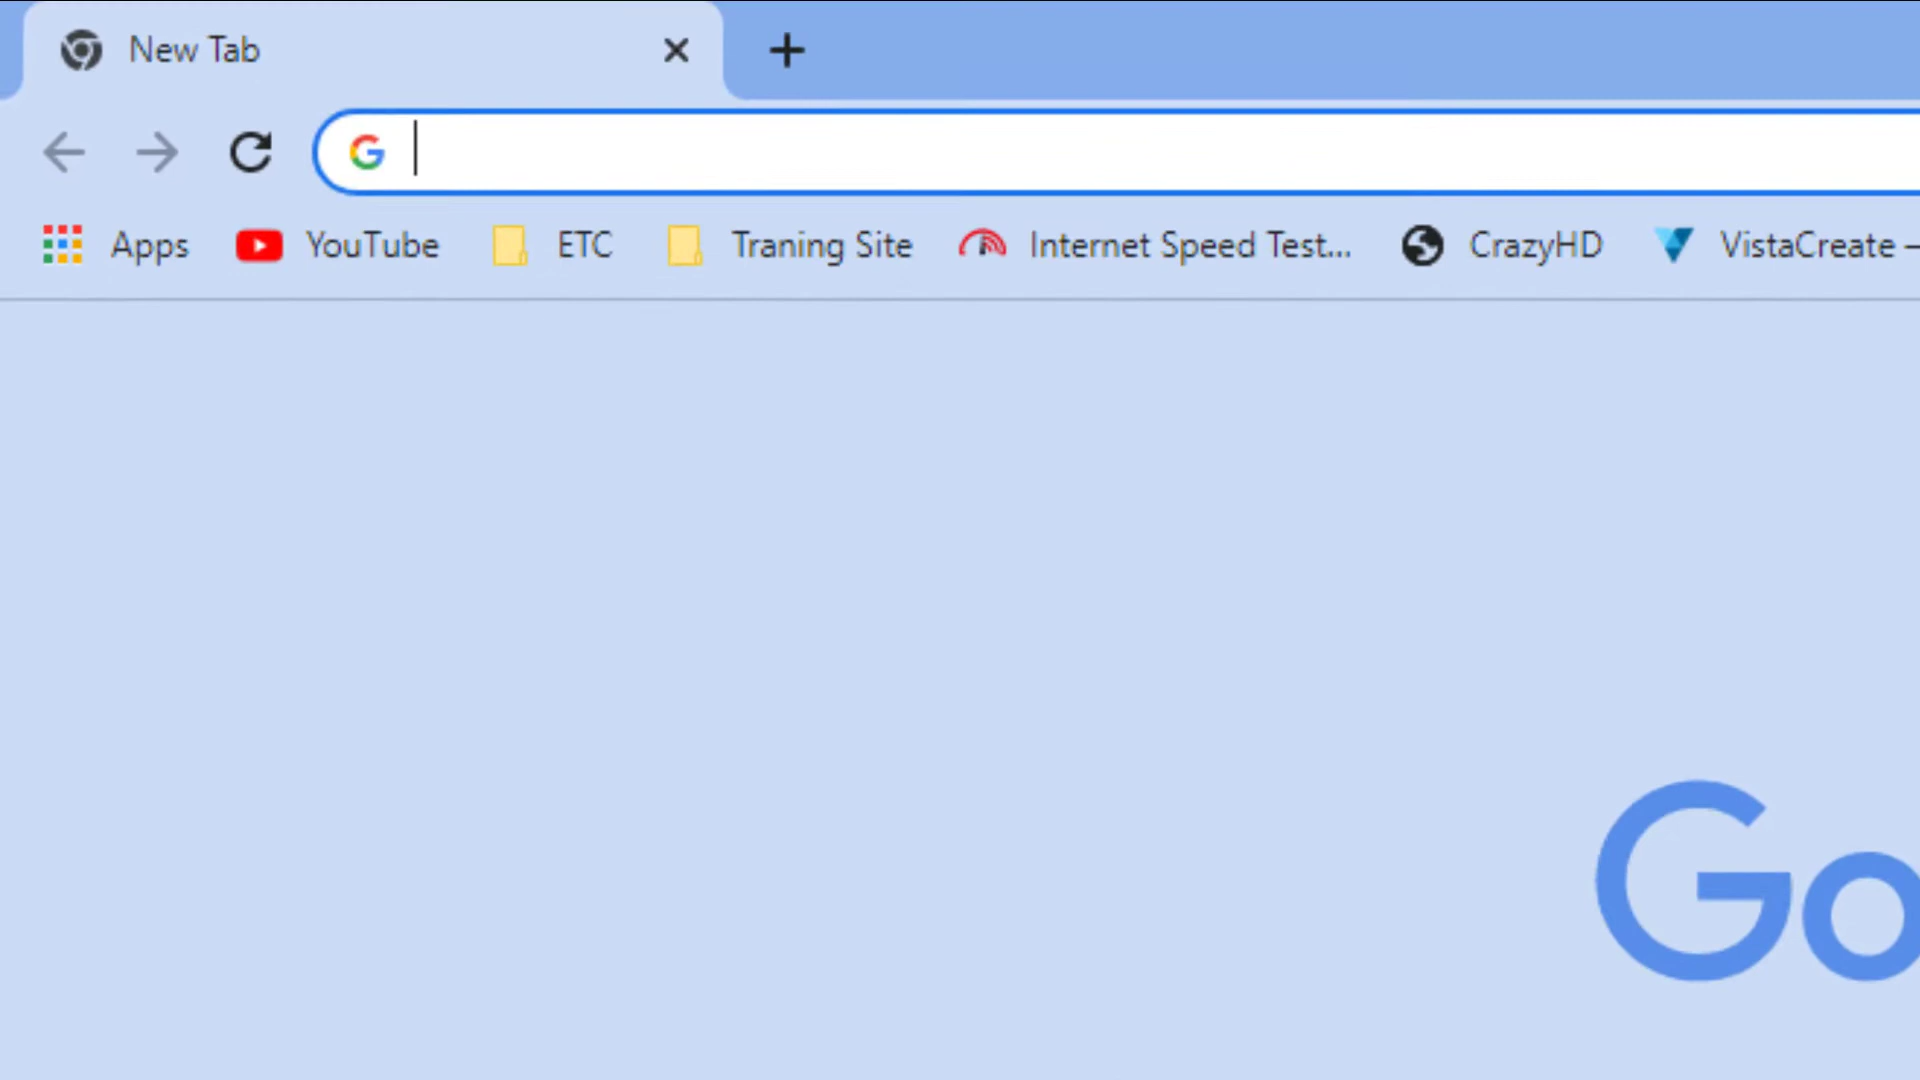 New Tab
Apps YouTube ETC Traning Site Internet Speed Test... CrazyHD VistaCreate –
Go